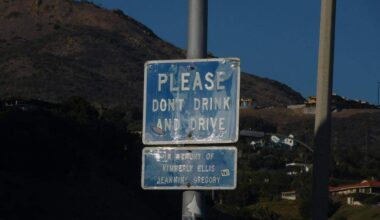 PLEASE
DONT DRINK
AND DRIVE
IN MEMORY OF
KIMBERLY ELLIS
JEANNINE GREGORY